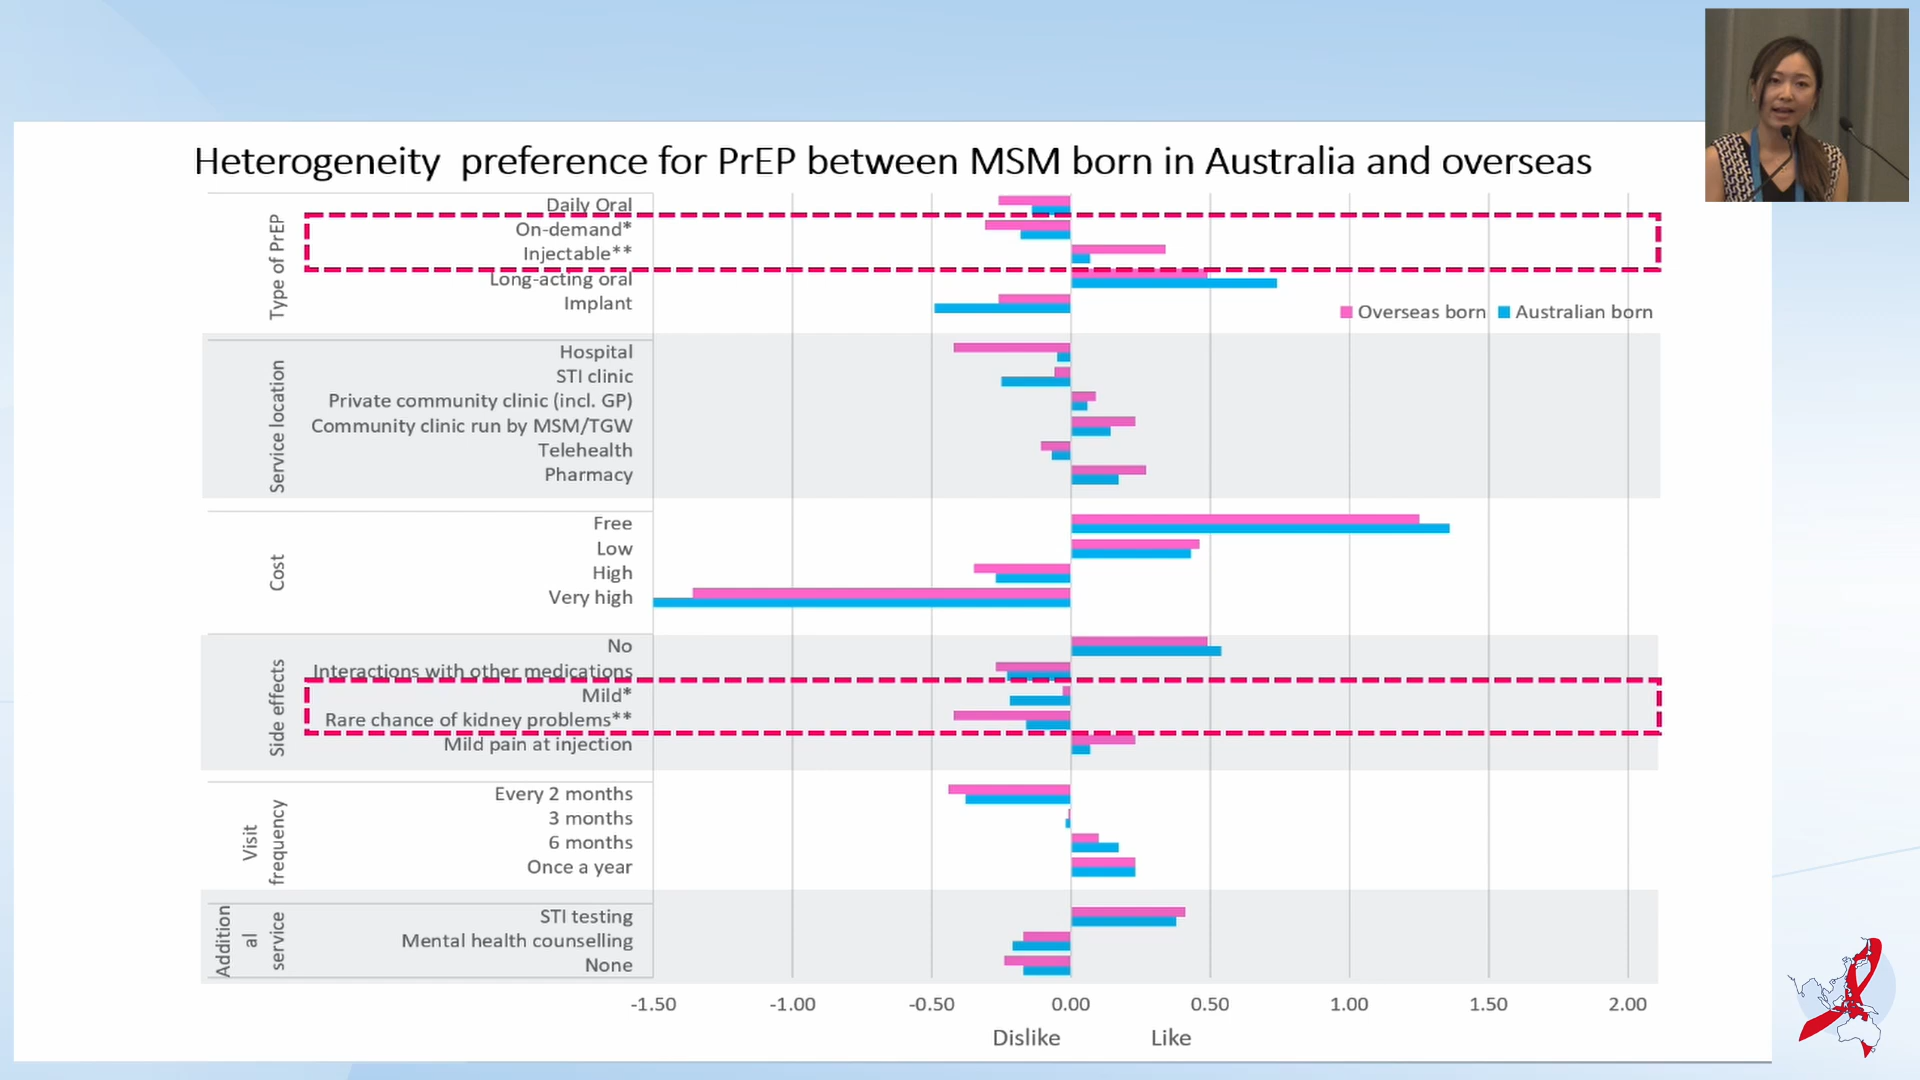 Heterogeneity preference for PrEP between MSM born in Australia and overseas
Type of PrEP
Daily Oral
On-demand*
Injectable**
Long-acting oral
Implant
Overseas born
Australian born
Service location
Hospital
STI clinic
Private community clinic (incl. GP)
Community clinic run by MSM/TGW
Telehealth
Pharmacy
Cost
Free
Low
High
Very high
Side effects
No
Interactions with other medications
Mild*
Rare chance of kidney problems**
Mild pain at injection
Visit
frequency
Every 2 months
3 months
6 months
Once a year
Addition
al
service
STI testing
Mental health counselling
None
-1.50 -1.00 -0.50 0.00 0.50 1.00 1.50 2.00
Dislike Like